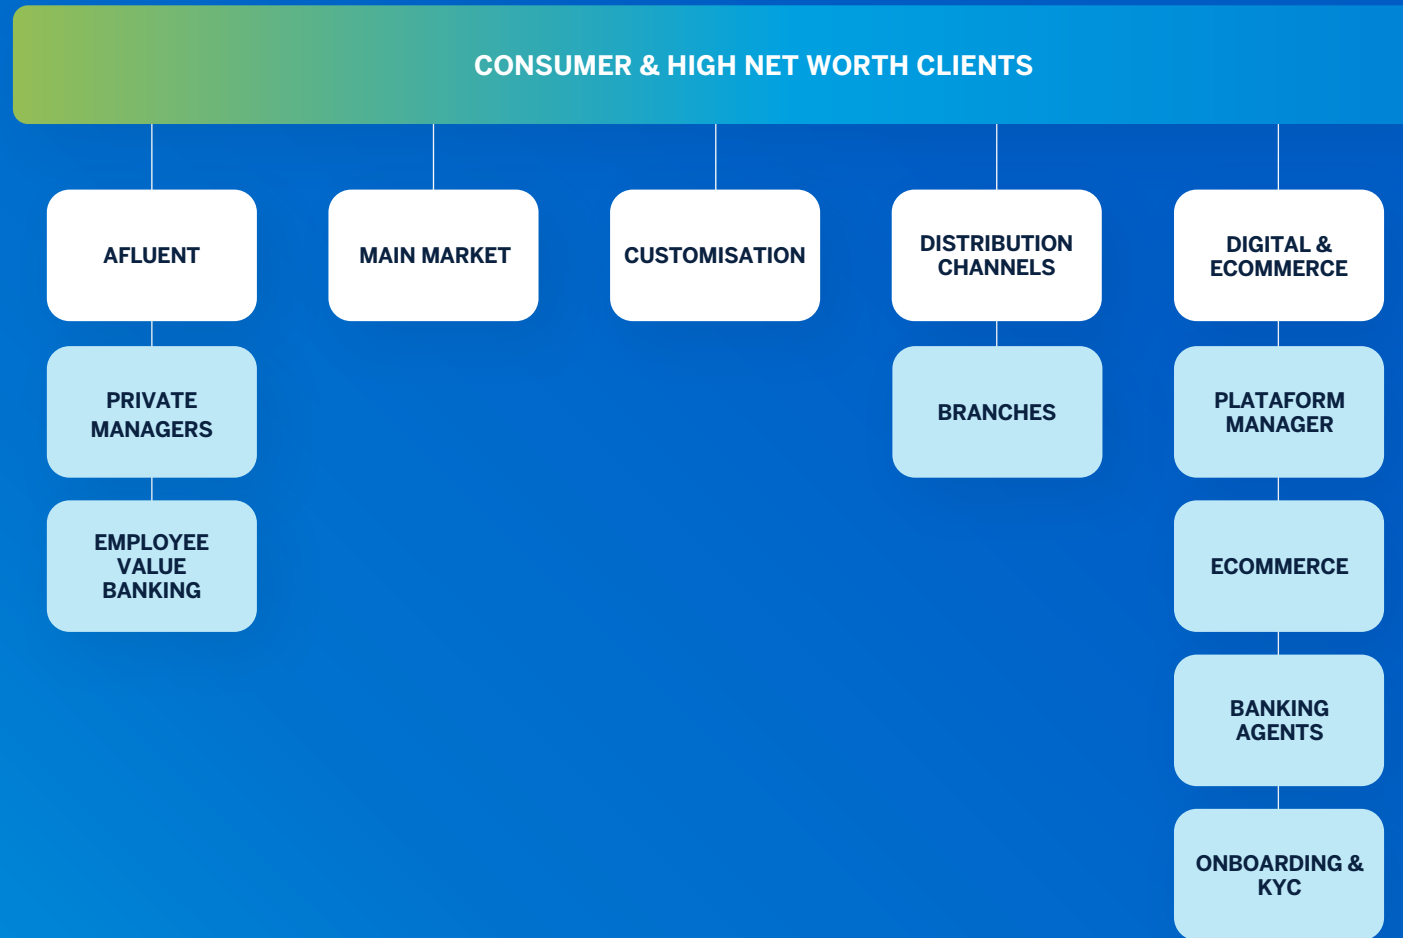 CONSUMER & HIGH NET WORTH CLIENTS
AFLUENT
MAIN MARKET
CUSTOMISATION
DISTRIBUTION
CHANNELS
DIGITAL &
ECOMMERCE
PRIVATE
MANAGERS
BRANCHES
PLATAFORM
MANAGER
EMPLOYEE
VALUE
BANKING
ECOMMERCE
BANKING
AGENTS
ONBOARDING &
KYC